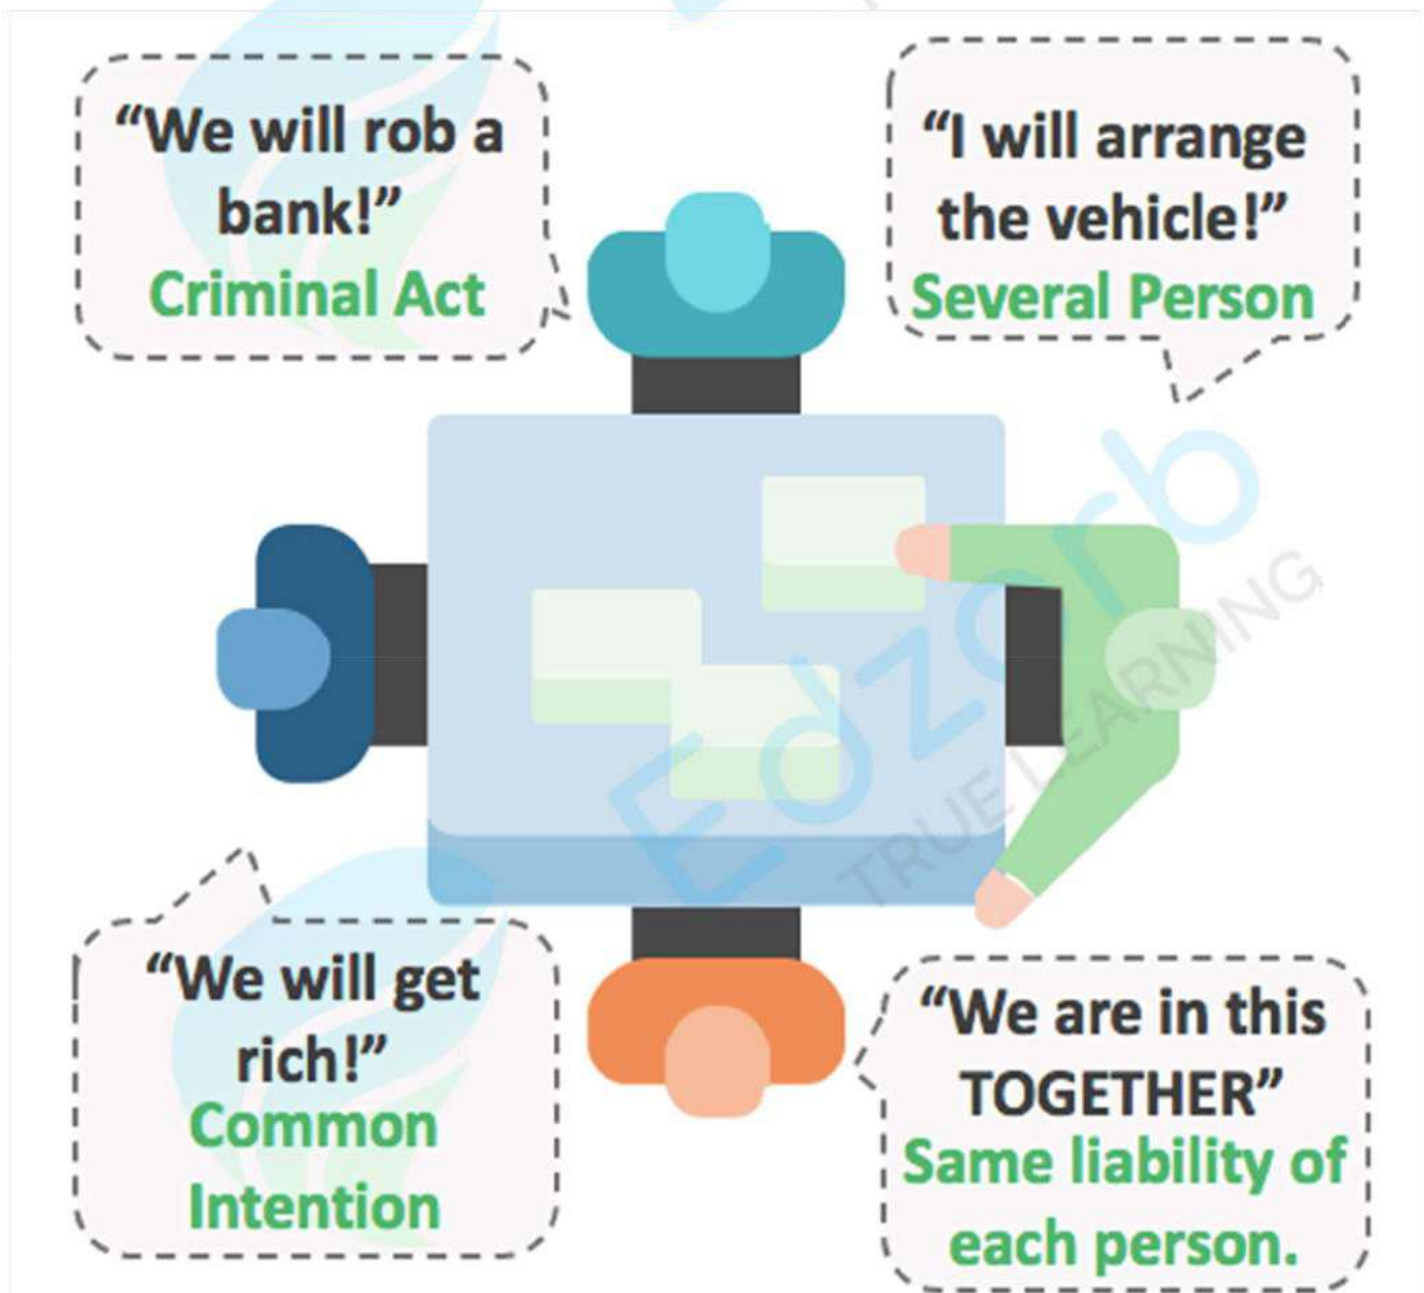 “We will rob a
bank!”
Criminal Act
“I will arrange
the vehicle!”
Several Person
“We will get
rich!”
Common
Intention
“We are in this
TOGETHER”
Same liability of
each person.
Edzorb
TRUE LEARNING